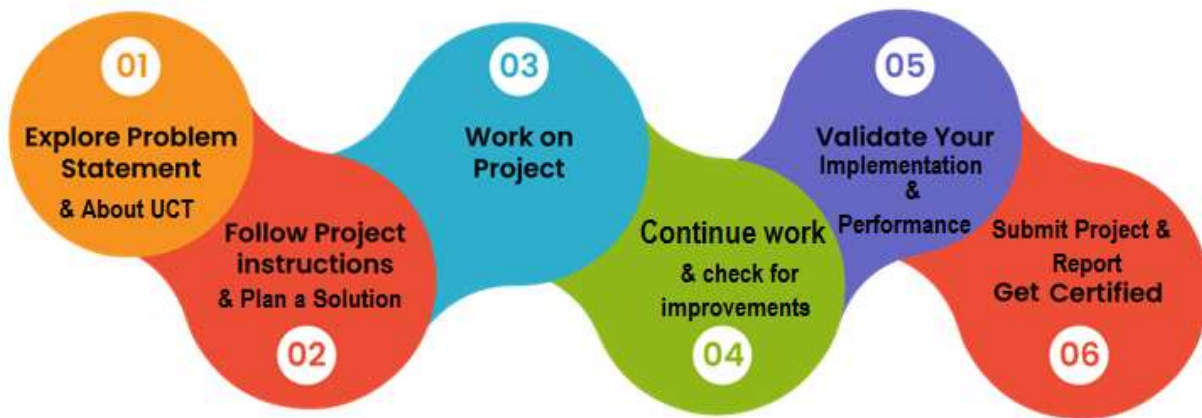 01
Explore Problem
Statement
& About UCT
Follow Project
instructions
& Plan a Solution
02
03
Work on
Project
Continue work
& check for
improvements
04
05
Validate Your
Implementation
&
Performance
Submit Project &
Report
Get Certified
06